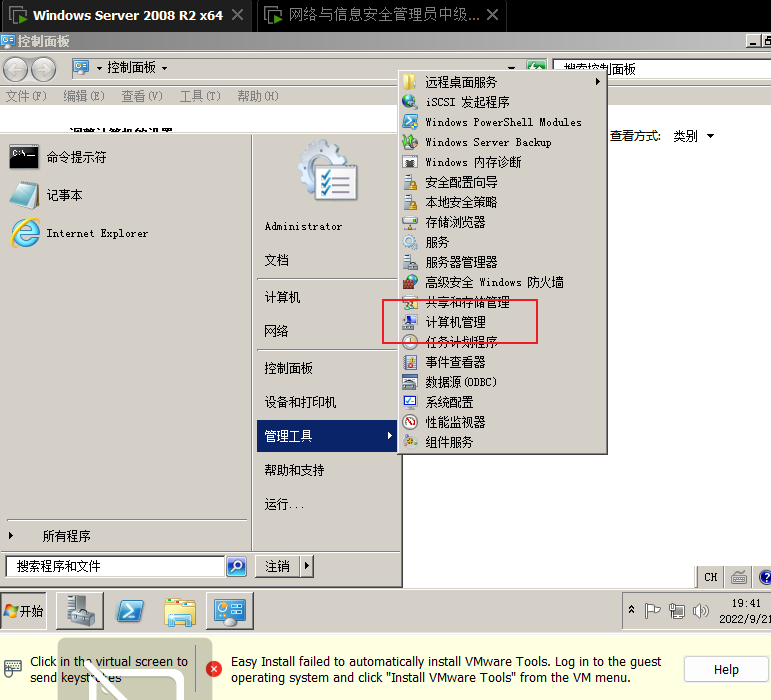 Windows Server 2008 R2 x64
网络与信息安全管理员中级...
控制面板
控制面板
搜索控制面板
文件(F) 编辑(E) 查看(V) 工具(T) 帮助(H)
调整计算机的设置
查看方式: 类别
命令提示符
记事本
Internet Explorer
所有程序
搜索程序和文件
Administrator
文档
计算机
网络
控制面板
设备和打印机
管理工具
帮助和支持
运行...
注销
远程桌面服务
iSCSI 发起程序
Windows PowerShell Modules
Windows Server Backup
Windows 内存诊断
安全配置向导
本地安全策略
存储浏览器
服务
服务器管理器
高级安全 Windows 防火墙
共享和存储管理
计算机管理
任务计划程序
事件查看器
数据源(ODBC)
系统配置
性能监视器
组件服务
CH
开始
19:41
2022/9/21
Click in the virtual screen to
send keystrokes
Easy Install failed to automatically install VMware Tools. Log in to the guest
operating system and click "Install VMware Tools" from the VM menu.
Help